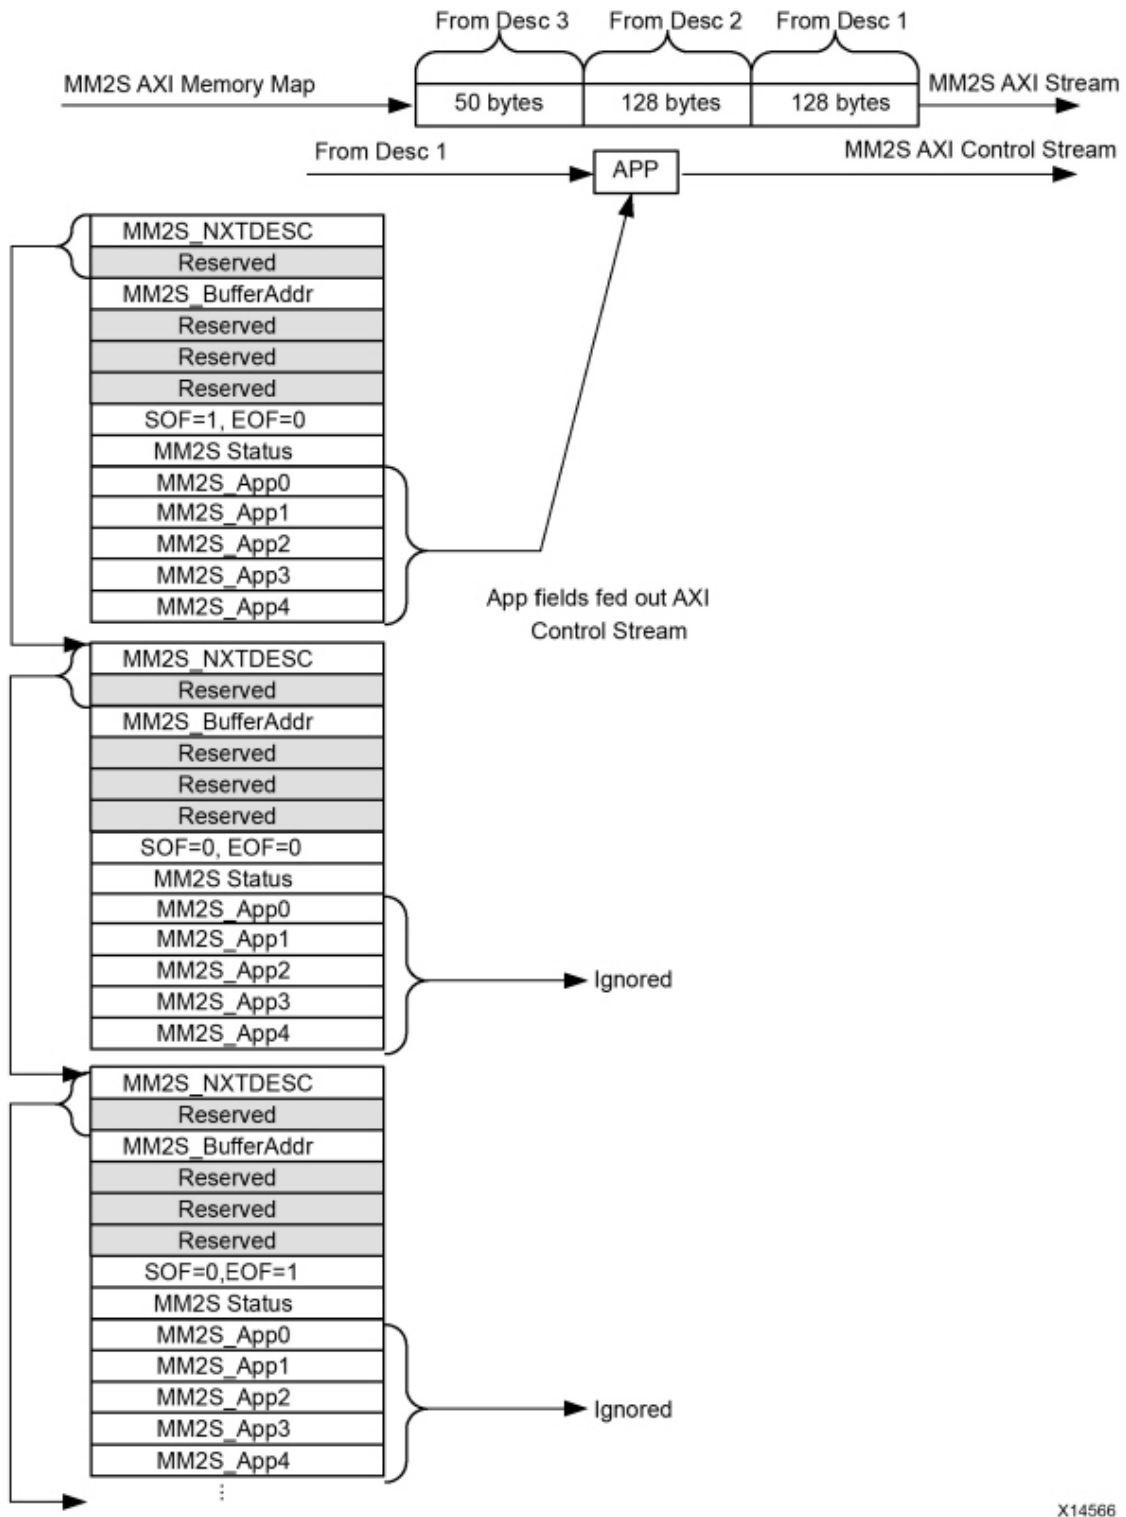 From Desc 3 From Desc 2 From Desc 1
MM2S AXI Memory Map
50 bytes 128 bytes 128 bytes
MM2S AXI Stream
From Desc 1
APP
MM2S AXI Control Stream
MM2S_NXTDESC
Reserved
MM2S_BufferAddr
Reserved
Reserved
Reserved
SOF=1, EOF=0
MM2S Status
MM2S_App0
MM2S_App1
MM2S_App2
MM2S_App3
MM2S_App4
App fields fed out AXI
Control Stream
MM2S_NXTDESC
Reserved
MM2S_BufferAddr
Reserved
Reserved
Reserved
SOF=0, EOF=0
MM2S Status
MM2S_App0
MM2S_App1
MM2S_App2
MM2S_App3
MM2S_App4
Ignored
MM2S_NXTDESC
Reserved
MM2S_BufferAddr
Reserved
Reserved
Reserved
SOF=0,EOF=1
MM2S Status
MM2S_App0
MM2S_App1
MM2S_App2
MM2S_App3
MM2S_App4
Ignored
⋮
X14566